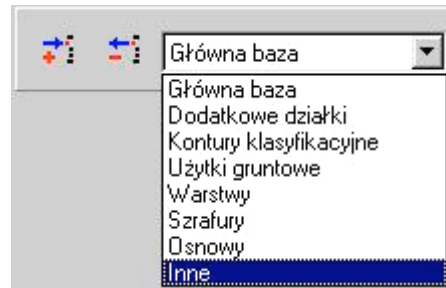 Główna baza
Główna baza
Dodatkowe działki
Kontury klasyfikacyjne
Użytki gruntowe
Warstwy
Szrafury
Osnowy
Inne